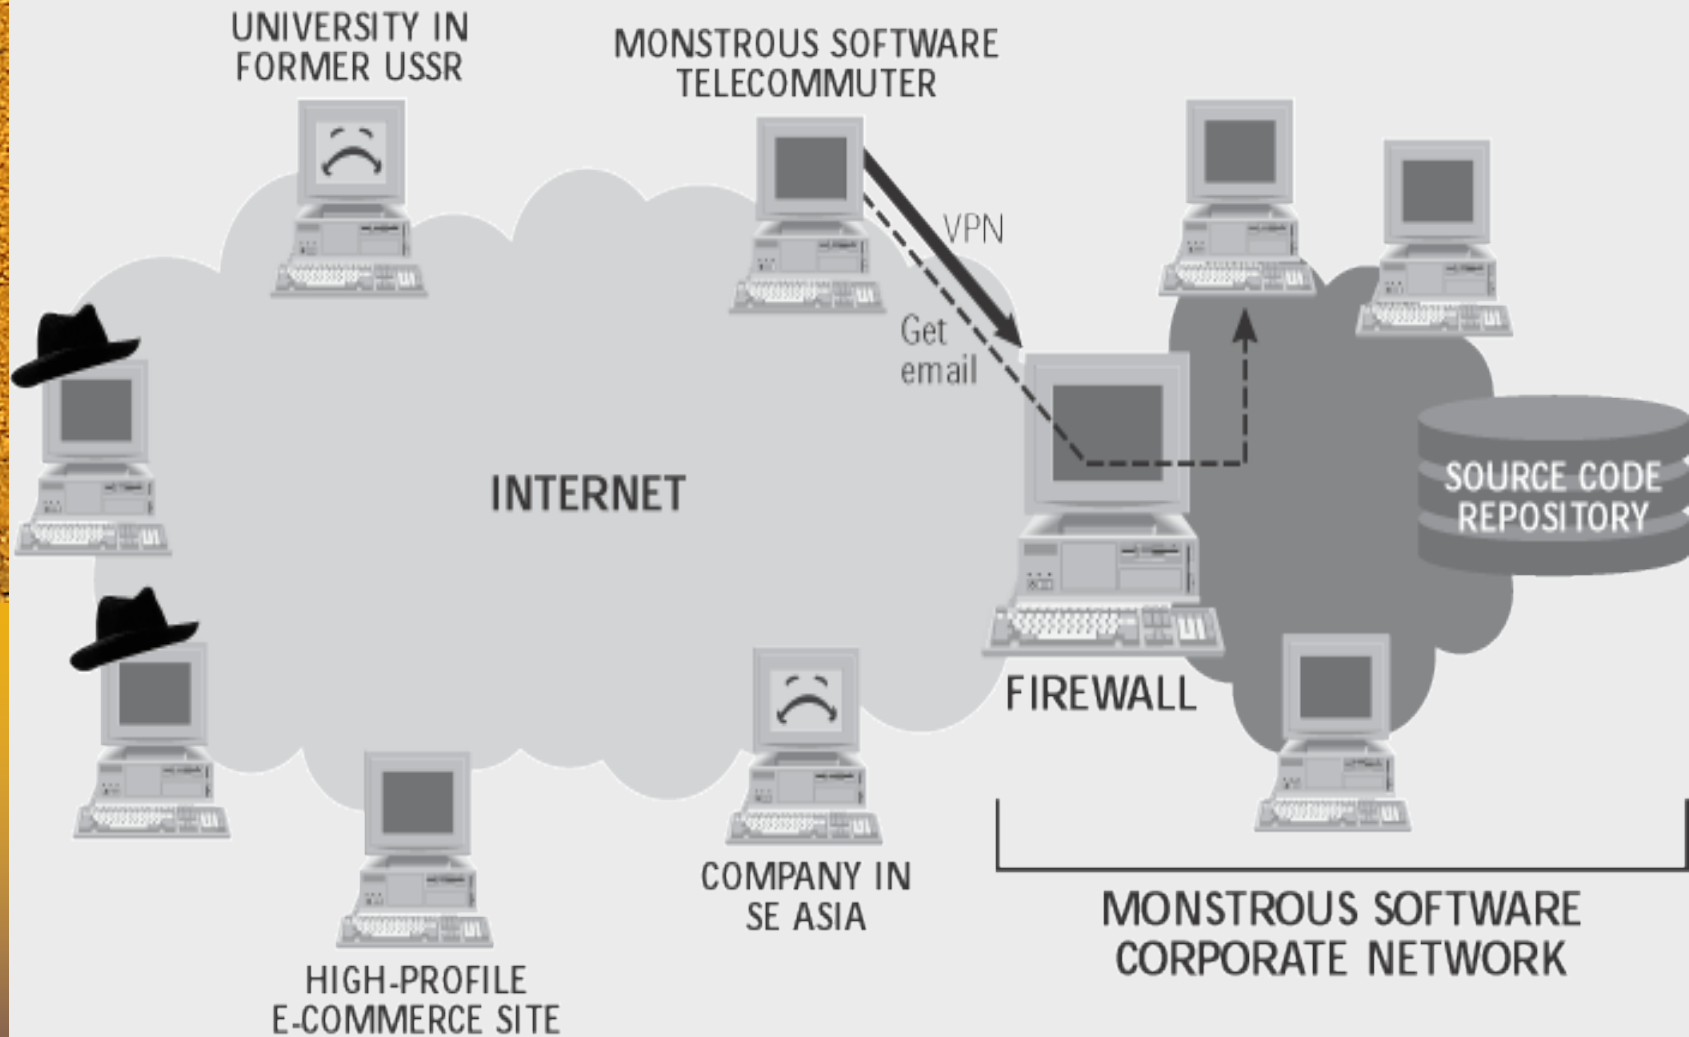 UNIVERSITY IN
FORMER USSR
MONSTROUS SOFTWARE
TELECOMMUTER
VPN
Get
email
INTERNET
SOURCE CODE
REPOSITORY
FIREWALL
COMPANY IN
SE ASIA
MONSTROUS SOFTWARE
CORPORATE NETWORK
HIGH-PROFILE
E-COMMERCE SITE